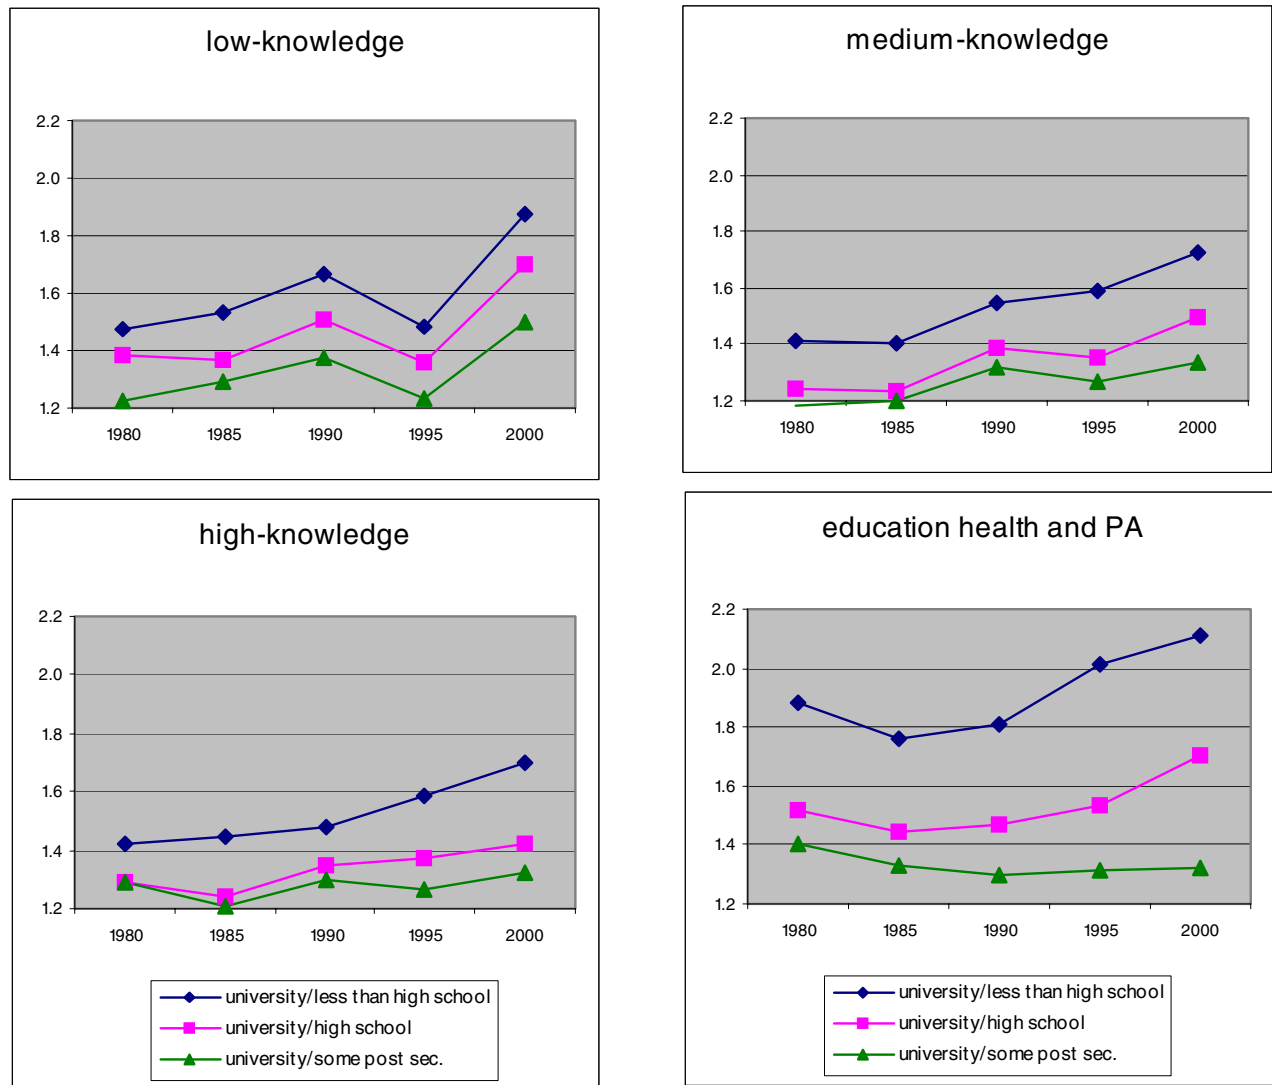 low-knowledge
2.2
2.0
1.8
1.6
1.4
1.2
1980 1985 1990 1995 2000
medium-knowledge
2.2
2.0
1.8
1.6
1.4
1.2
1980 1985 1990 1995 2000
high-knowledge
2.2
2.0
1.8
1.6
1.4
1.2
1980 1985 1990 1995 2000
university/less than high school
university/high school
university/some post sec.
education health and PA
2.2
2.0
1.8
1.6
1.4
1.2
1980 1985 1990 1995 2000
university/less than high school
university/high school
university/some post sec.